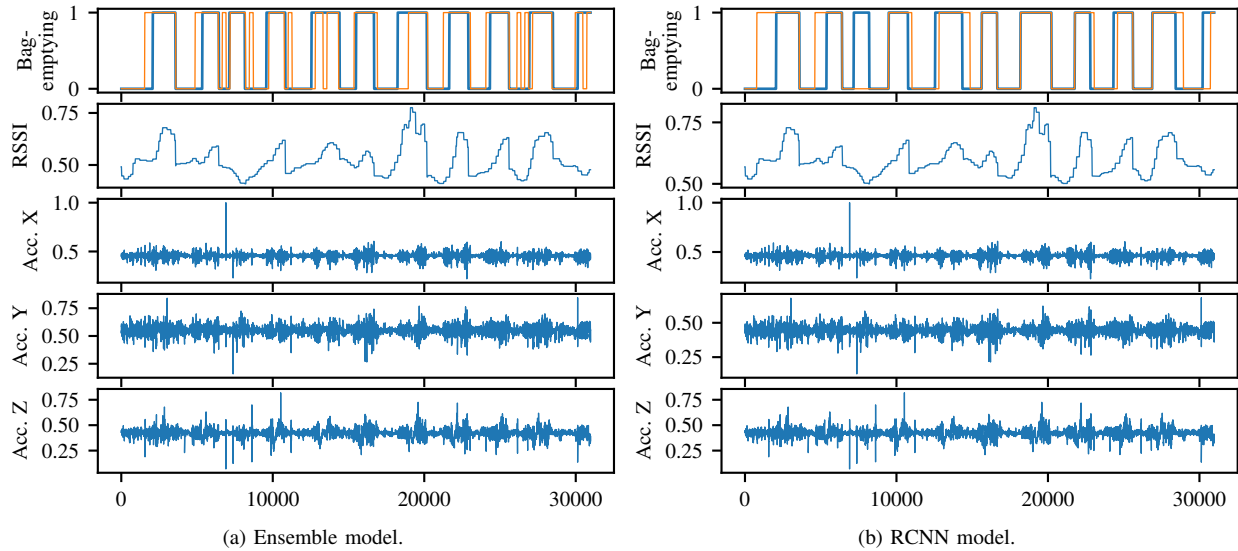 Bag-
emptying
1
0
RSSI
0.75
0.50
Acc. X
1.0
0.5
Acc. Y
0.75
0.50
0.25
Acc. Z
0.75
0.50
0.25
0 10000 20000 30000
(a) Ensemble model.
Bag-
emptying
1
0
RSSI
0.75
0.50
Acc. X
1.0
0.5
Acc. Y
0.50
0.25
Acc. Z
0.75
0.50
0.25
0 10000 20000 30000
(b) RCNN model.